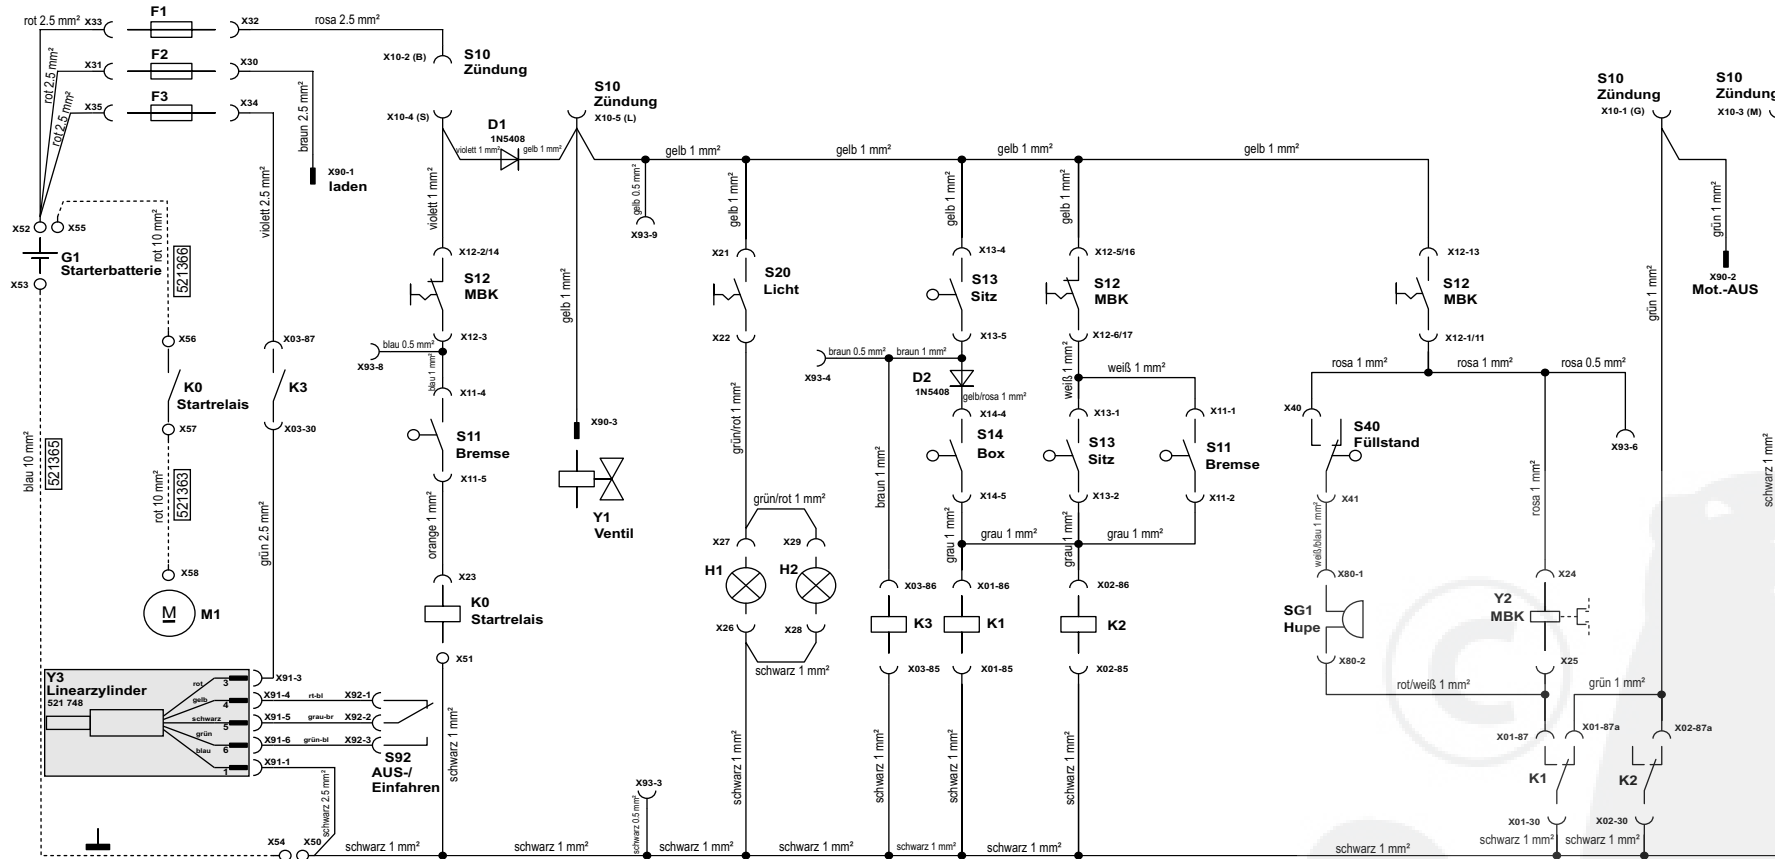 rot 2.5 mm²
X33
F1
X32
rosa 2.5 mm²
X31
F2
X30
X35
F3
X34
rot 2.5 mm²
rot 2.5 mm²
braun 2.5 mm²
X90-1
laden
violett 2.5 mm²
X10-2 (B)
S10
Zündung
X10-4 (S)
D1
1N5408
violett 1 mm²
gelb 1 mm²
S10
Zündung
X10-5 (L)
S10
Zündung
X10-1 (G)
S10
Zündung
X10-3 (M)
gelb 1 mm²
gelb 1 mm²
gelb 1 mm²
gelb 1 mm²
violett 1 mm²
gelb 0.5 mm²
X93-9
gelb 1 mm²
gelb 1 mm²
gelb 1 mm²
grün 1 mm²
X90-2
Mot.-AUS
grün 1 mm²
X52
X55
G1
Starterbatterie
X53
rot 10 mm²
521366
X56
K0
Startrelais
X57
rot 10 mm²
521363
X58
M
M1
blau 10 mm²
521365
X03-87
K3
X03-30
grün 2.5 mm²
X12-2/14
S12
MBK
X12-3
blau 0.5 mm²
X93-8
blau 1 mm²
X11-4
S11
Bremse
X11-5
orange 1 mm²
X23
K0
Startrelais
X51
schwarz 1 mm²
gelb 1 mm²
X90-3
Y1
Ventil
X21
S20
Licht
X22
grün/rot 1 mm²
grün/rot 1 mm²
X27
X29
H1
H2
X26
X28
schwarz 1 mm²
schwarz 1 mm²
X13-4
S13
Sitz
X13-5
braun 0.5 mm²
braun 1 mm²
X93-4
D2
1N5408
gelb/rosa 1 mm²
X14-4
S14
Box
X14-5
braun 1 mm²
grau 1 mm²
grau 1 mm²
X12-5/16
S12
MBK
X12-6/17
weiß 1 mm²
weiß 1 mm²
X13-1
S13
Sitz
X13-2
X11-1
S11
Bremse
X11-2
grau 1 mm²
grau 1 mm²
X03-86
K3
X03-85
X01-86
K1
X01-85
X02-86
K2
X02-85
schwarz 1 mm²
schwarz 1 mm²
schwarz 1 mm²
X12-13
S12
MBK
X12-1/11
rosa 1 mm²
rosa 1 mm²
rosa 0.5 mm²
X40
S40
Füllstand
X41
X93-6
weiß/blau 1 mm²
rosa 1 mm²
X80-1
SG1
Hupe
X80-2
X24
Y2
MBK
X25
rot/weiß 1 mm²
grün 1 mm²
X01-87
X01-87a
X02-87a
K1
K2
X01-30
X02-30
schwarz 1 mm²
schwarz 1 mm²
schwarz 1 mm²
schwarz 1 mm²
Y3
Linearzylinder
521 748
rot
3
gelb
4
schwarz
5
grün
6
blau
1
X91-3
X91-4
rt-bl
X92-1
X91-5
grau-br
X92-2
X91-6
grün-bl
X92-3
X91-1
S92
AUS-/
Einfahren
schwarz 2.5 mm²
X93-3
schwarz 0.5 mm²
X54
X50
schwarz 1 mm²
schwarz 1 mm²
schwarz 1 mm²
schwarz 1 mm²
schwarz 1 mm²
schwarz 1 mm²
C